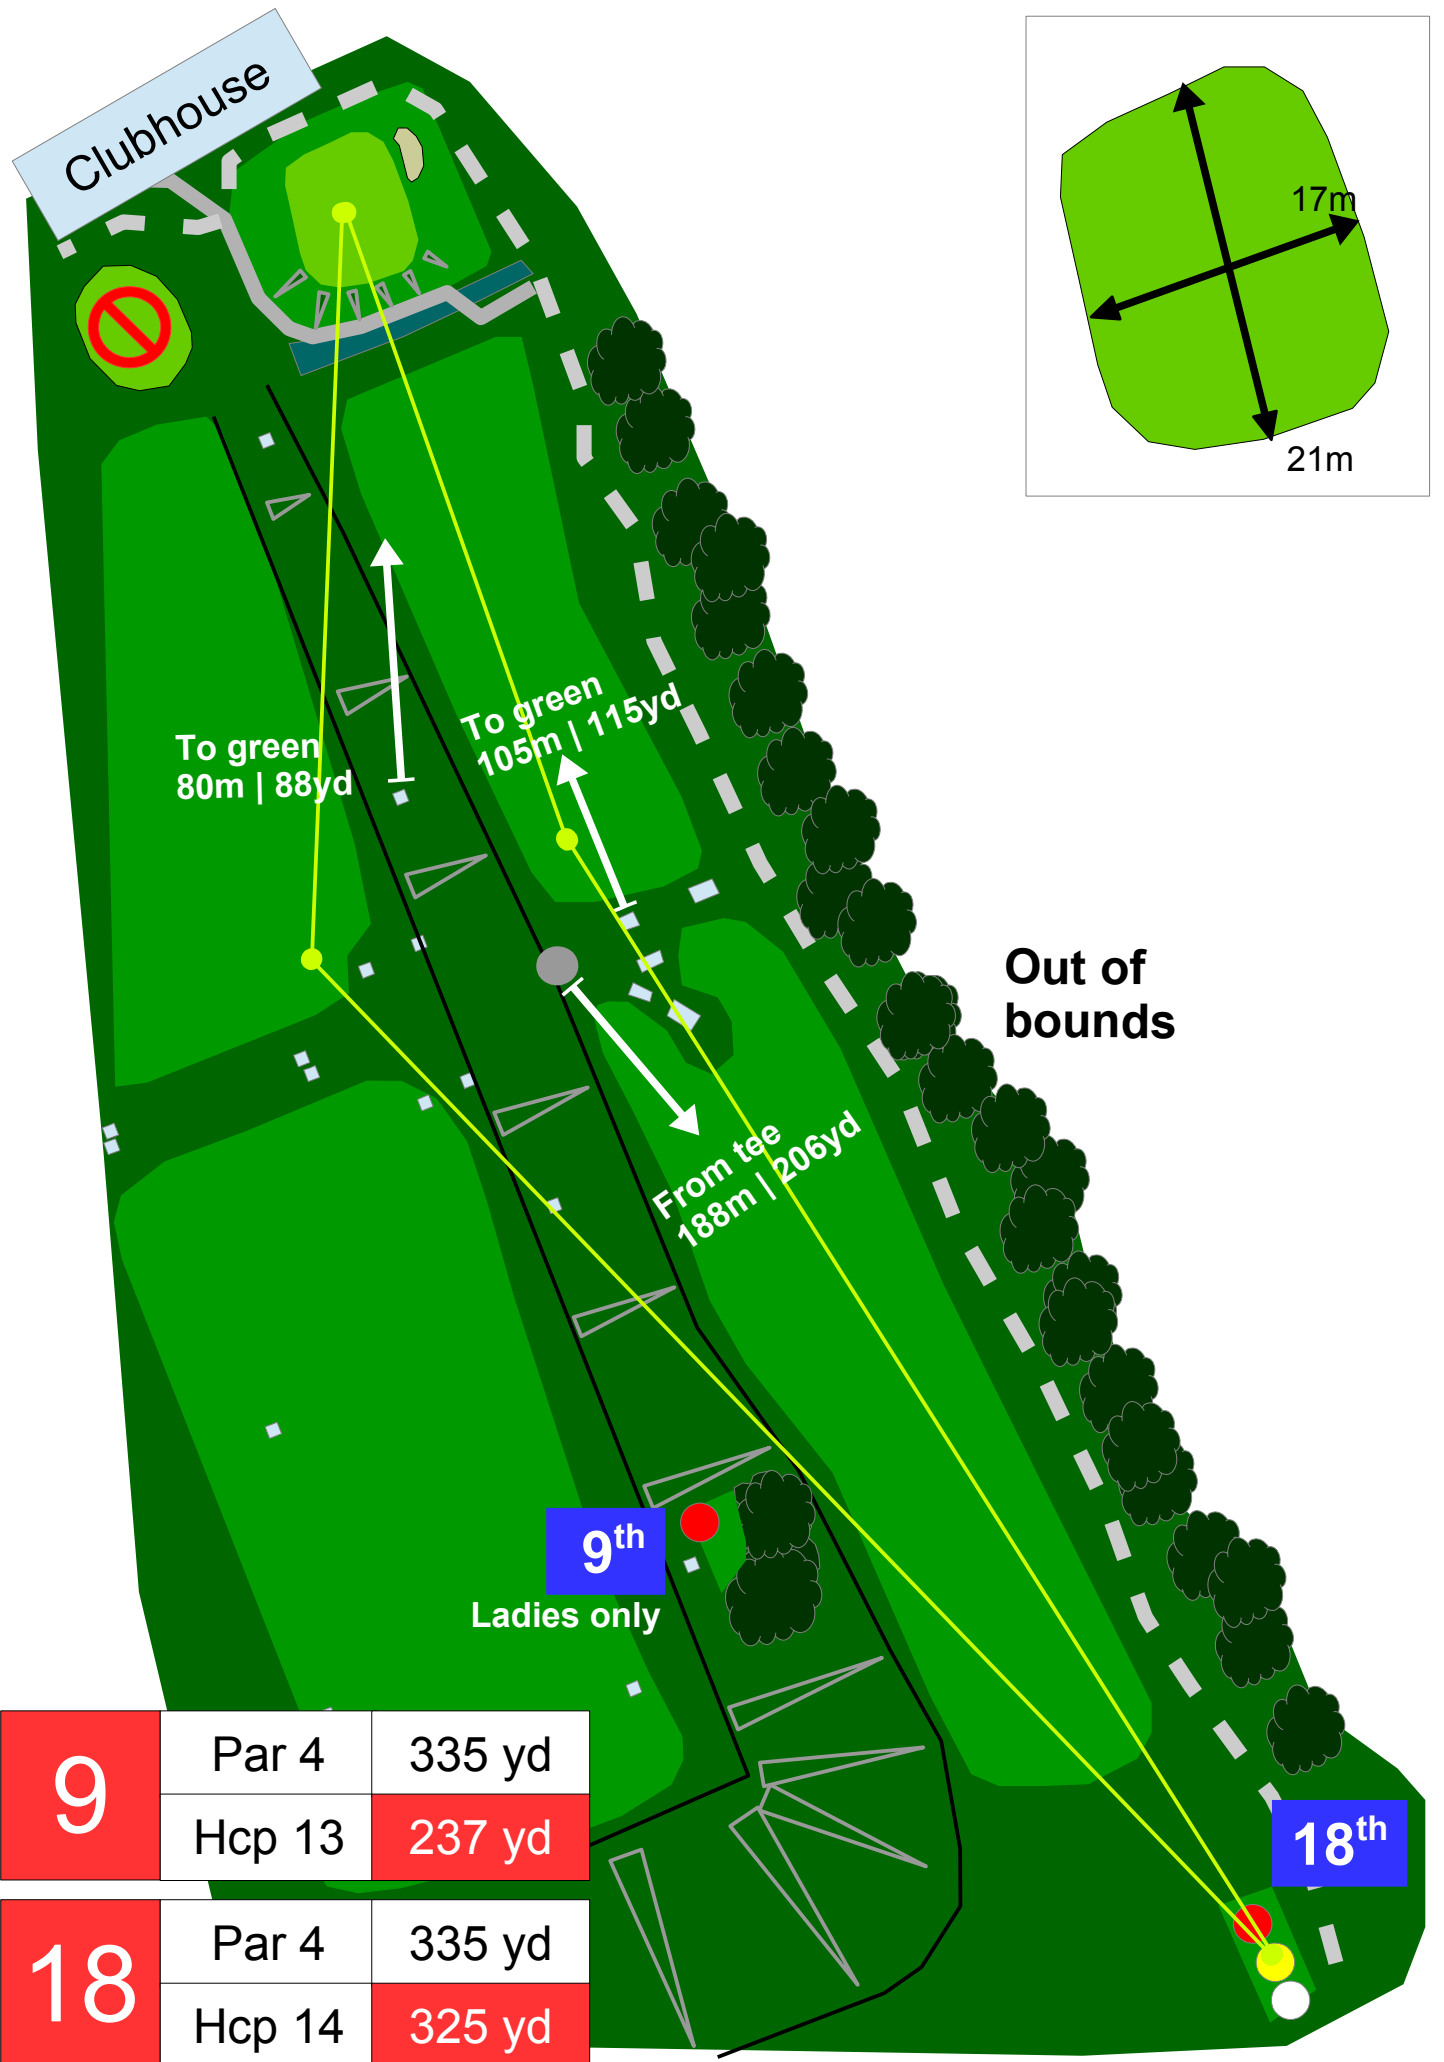 Clubhouse
17m
21m
To green
80m | 88yd
To green
105m | 115yd
Out of
bounds
From tee
188m | 206yd
9th
Ladies only
9
Par 4
335 yd
Hcp 13
237 yd
18th
18
Par 4
335 yd
Hcp 14
325 yd